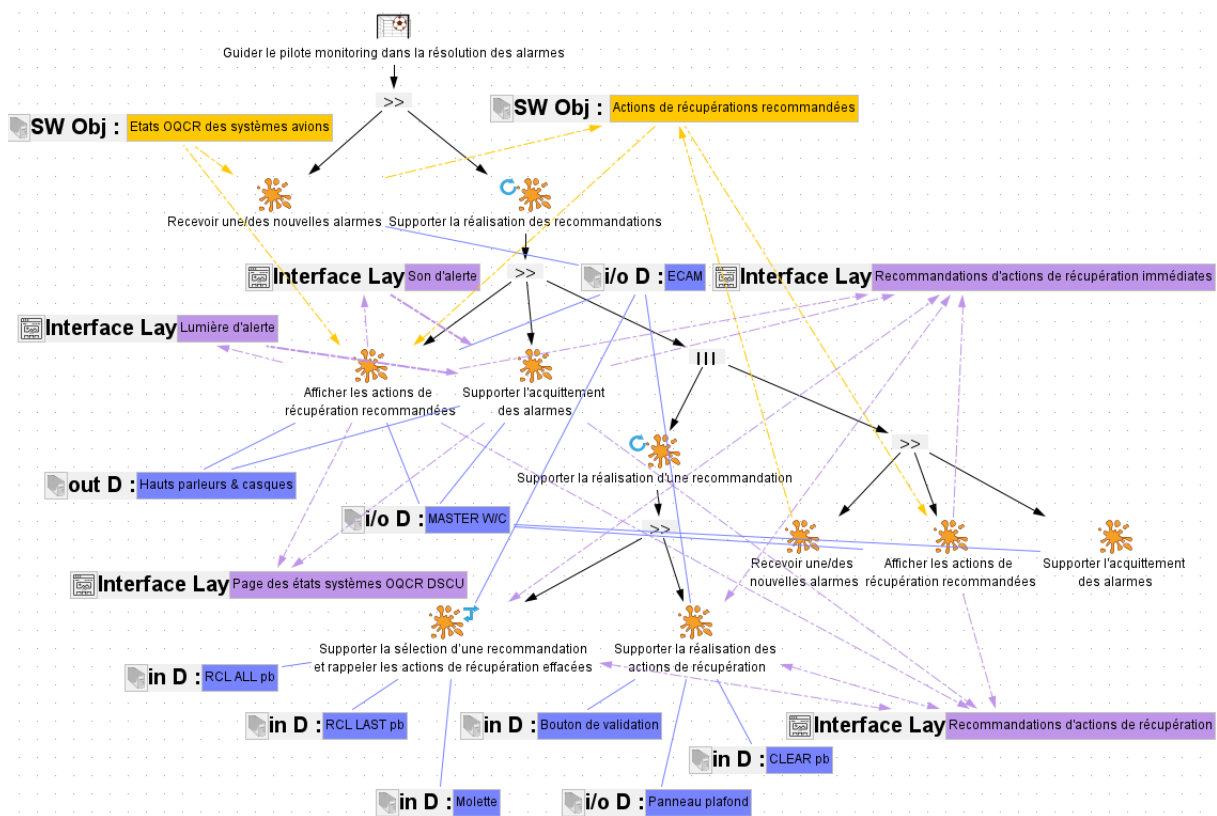 Guider le pilote monitoring dans la résolution des alarmes
>>
SW Obj : Actions de récupérations recommandées
SW Obj : Etats OQCR des systèmes avions
Recevoir une/des nouvelles alarmes
Supporter la réalisation des recommandations
Interface Lay Son d'alerte
>>
i/o D : ECAM
Interface Lay Recommandations d'actions de récupération immédiates
Interface Lay Lumière d'alerte
III
Afficher les actions de
récupération recommandées
Supporter l'acquittement
des alarmes
>>
Supporter la réalisation d'une recommandation
out D : Hauts parleurs & casques
i/o D : MASTER W/C
>>
Recevoir une/des
nouvelles alarmes
Afficher les actions de
récupération recommandées
Supporter l'acquittement
des alarmes
Interface Lay Page des états systèmes OQCR DSCU
Supporter la sélection d'une recommandation
et rappeler les actions de récupération effacées
Supporter la réalisation des
actions de récupération
in D : RCL ALL pb
in D : RCL LAST pb
in D : Bouton de validation
Interface Lay Recommandations d'actions de récupération
in D : CLEAR pb
in D : Molette
i/o D : Panneau plafond